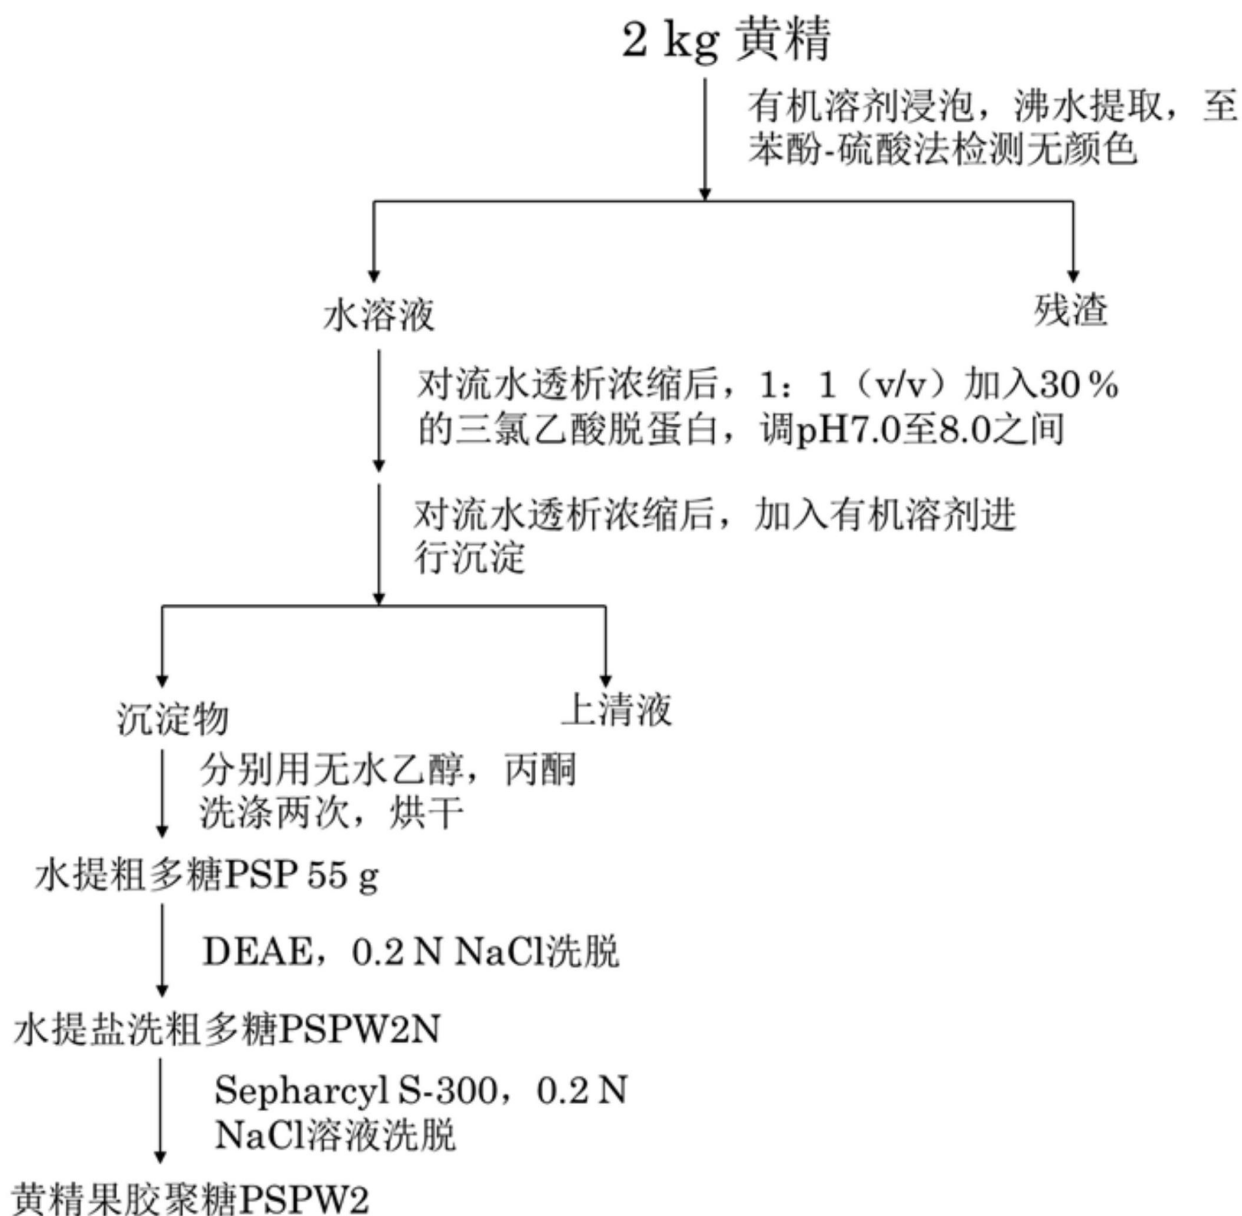 2 kg 黄精
有机溶剂浸泡，沸水提取，至
苯酚-硫酸法检测无颜色
水溶液
残渣
对流水透析浓缩后，1：1（v/v）加入30 %
的三氯乙酸脱蛋白，调pH7.0至8.0之间
对流水透析浓缩后，加入有机溶剂进
行沉淀
沉淀物
上清液
分别用无水乙醇，丙酮
洗涤两次，烘干
水提粗多糖PSP 55 g
DEAE，0.2 N NaCl洗脱
水提盐洗粗多糖PSPW2N
Sepharcyl S-300，0.2 N
NaCl溶液洗脱
黄精果胶聚糖PSPW2